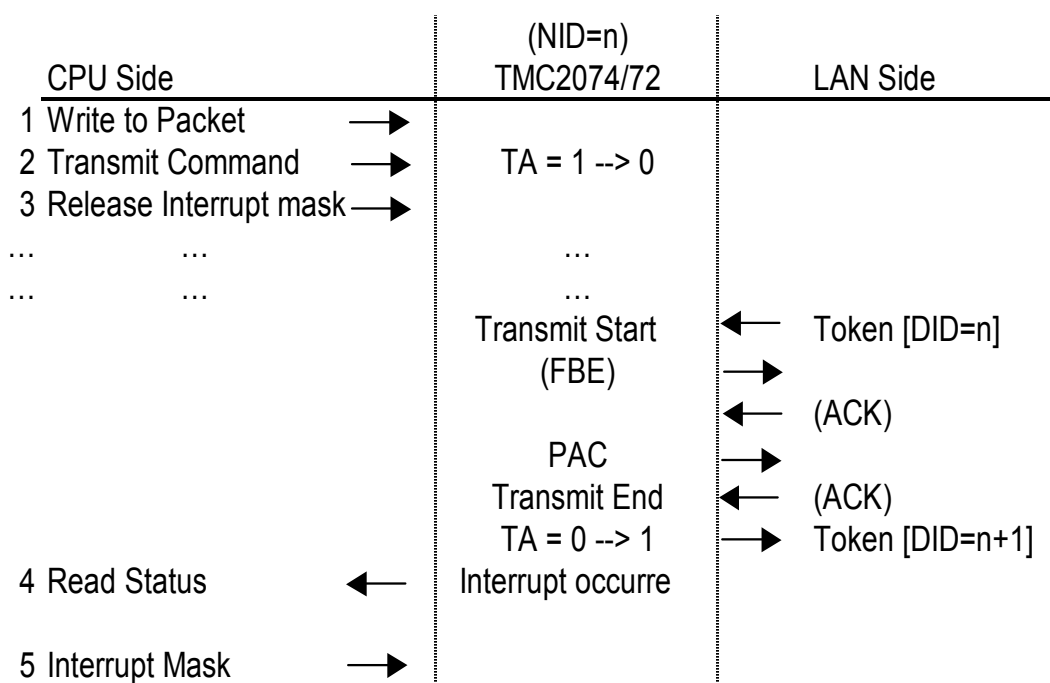 (NID=n)
CPU Side TMC2074/72 LAN Side
1 Write to Packet
2 Transmit Command TA = 1 --> 0
3 Release Interrupt mask
… … …
… … …
Transmit Start Token [DID=n]
(FBE)
(ACK)
PAC
Transmit End (ACK)
TA = 0 --> 1 Token [DID=n+1]
4 Read Status Interrupt occurre
5 Interrupt Mask